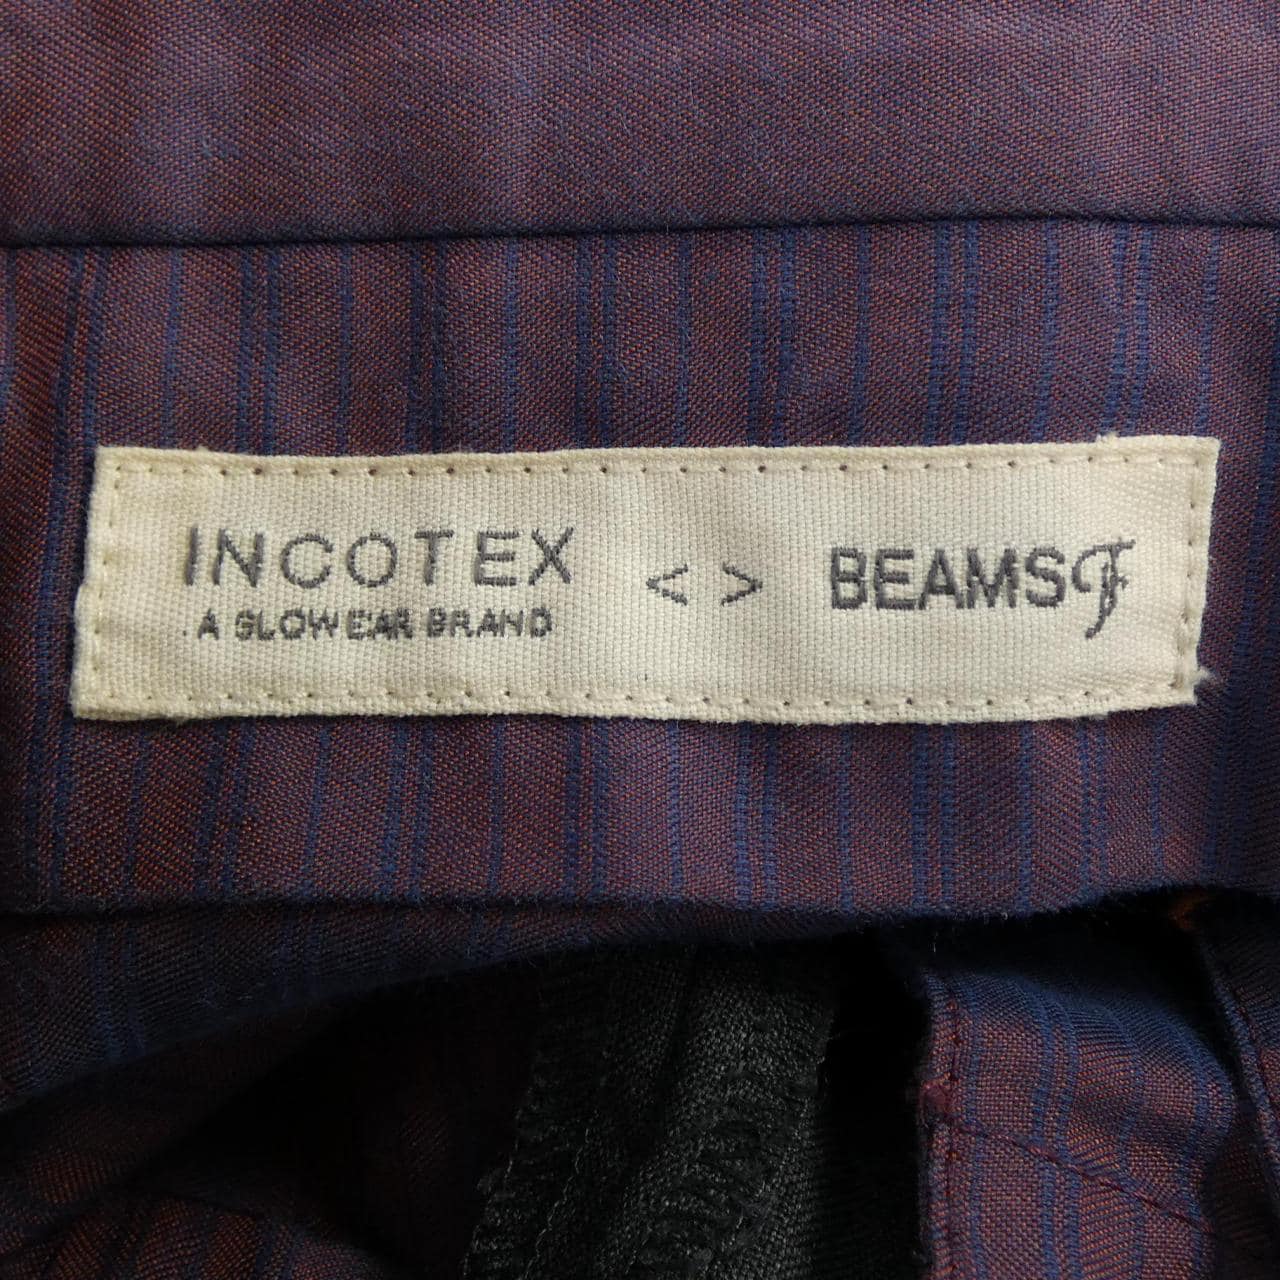 INCOTEX < > BEAMS F
A SLOWEAR BRAND